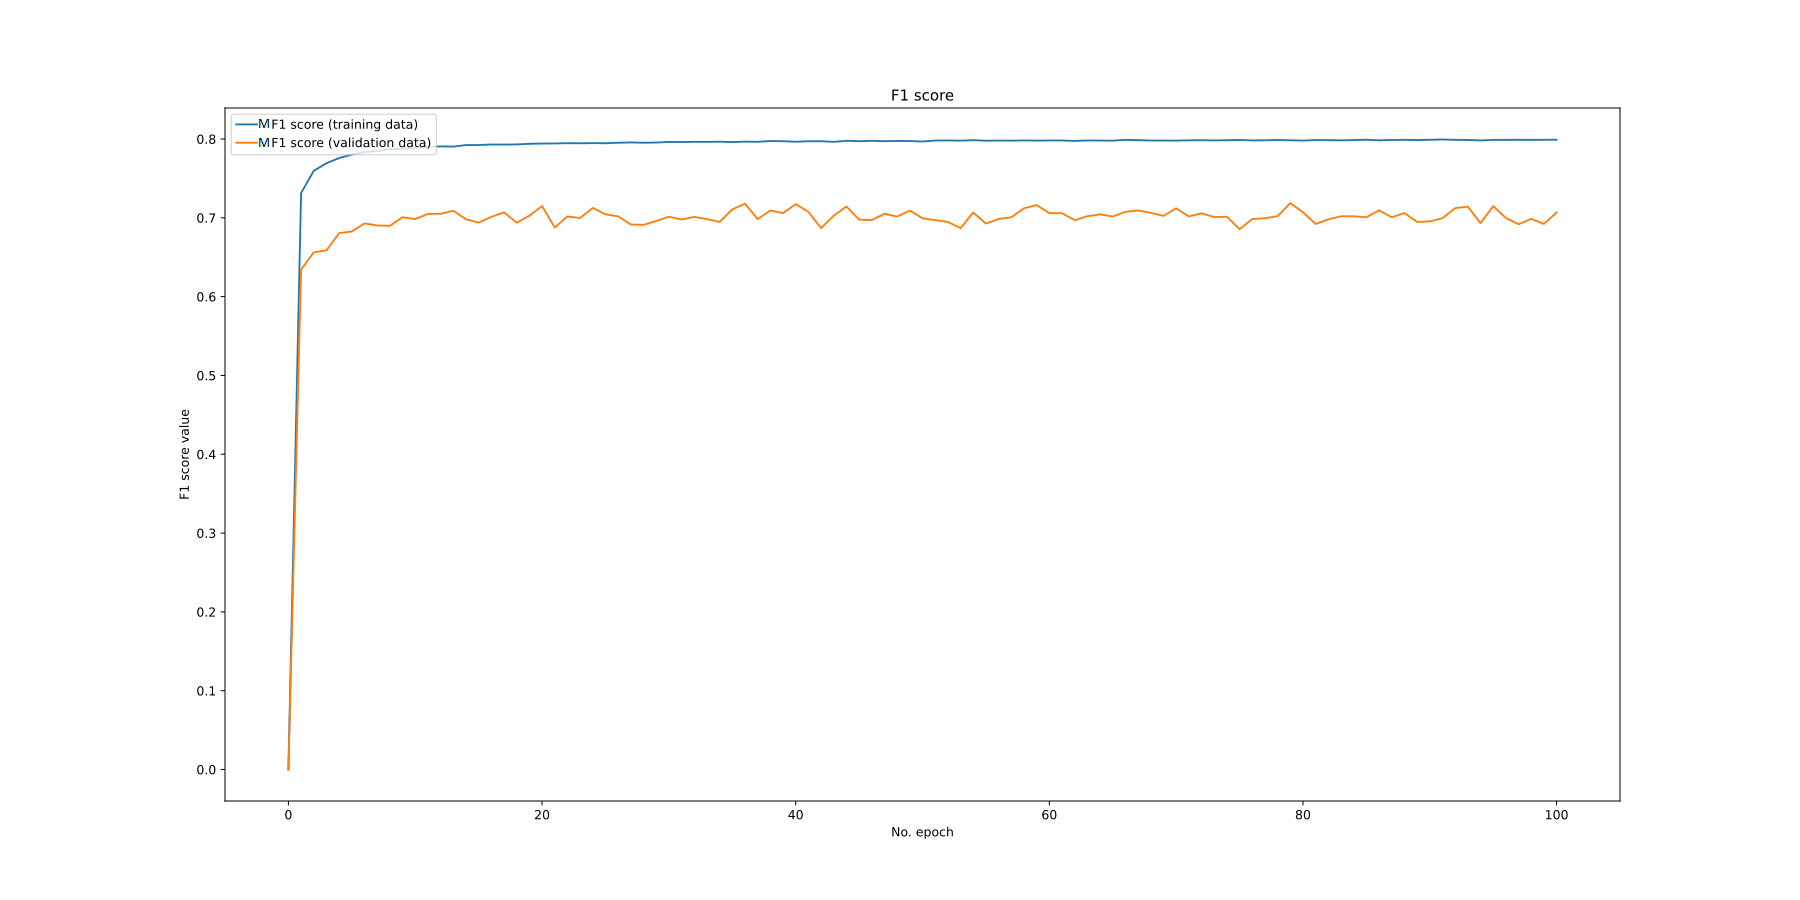 F1 score
MF1 score (training data)
MF1 score (validation data)
0.8
0.7
0.6
0.5
0.4
0.3
0.2
0.1
0.0
F1 score value
0 20 40 60 80 100
No. epoch